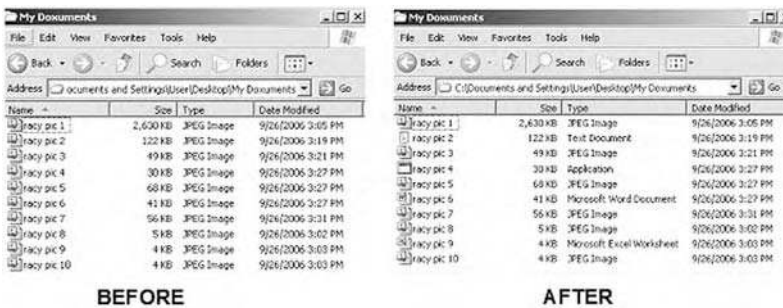 My Doxuments
File Edit View Favorites Tools Help
Back Search Folders
Address ocuments and Settings\User\Desktop\My Doxuments Go
Name Size Type Date Modified
racy pic 1 2,630 KB JPEG Image 9/26/2006 3:05 PM
racy pic 2 122 KB JPEG Image 9/26/2006 3:19 PM
racy pic 3 49 KB JPEG Image 9/26/2006 3:21 PM
racy pic 4 30 KB JPEG Image 9/26/2006 3:27 PM
racy pic 5 68 KB JPEG Image 9/26/2006 3:27 PM
racy pic 6 41 KB JPEG Image 9/26/2006 3:27 PM
racy pic 7 56 KB JPEG Image 9/26/2006 3:31 PM
racy pic 8 5 KB JPEG Image 9/26/2006 3:02 PM
racy pic 9 4 KB JPEG Image 9/26/2006 3:03 PM
racy pic 10 4 KB JPEG Image 9/26/2006 3:03 PM
BEFORE
My Doxuments
File Edit View Favorites Tools Help
Back Search Folders
Address C:\Documents and Settings\User\Desktop\My Doxuments Go
Name Size Type Date Modified
racy pic 1 2,630 KB JPEG Image 9/26/2006 3:05 PM
racy pic 2 122 KB Text Document 9/26/2006 3:19 PM
racy pic 3 49 KB JPEG Image 9/26/2006 3:21 PM
racy pic 4 30 KB Application 9/26/2006 3:27 PM
racy pic 5 68 KB JPEG Image 9/26/2006 3:27 PM
racy pic 6 41 KB Microsoft Word Document 9/26/2006 3:27 PM
racy pic 7 56 KB JPEG Image 9/26/2006 3:31 PM
racy pic 8 5 KB JPEG Image 9/26/2006 3:02 PM
racy pic 9 4 KB Microsoft Excel Worksheet 9/26/2006 3:03 PM
racy pic 10 4 KB JPEG Image 9/26/2006 3:03 PM
AFTER